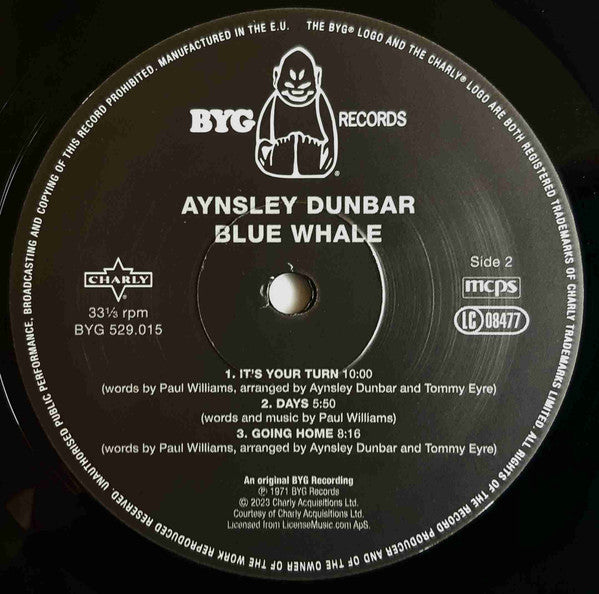 MANUFACTURED IN THE E.U. THE BYG® LOGO AND THE CHARLY® LOGO ARE BOTH REGISTERED TRADEMARKS OF CHARLY TRADEMARKS LIMITED. ALL RIGHTS OF THE RECORD PRODUCER AND OF THE OWNER OF THE WORK REPRODUCED RESERVED. UNAUTHORISED PUBLIC PERFORMANCE, BROADCASTING AND COPYING OF THIS RECORD PROHIBITED.
BYG RECORDS
®
AYNSLEY DUNBAR
BLUE WHALE
CHARLY®
33⅓ rpm
BYG 529.015
Side 2
mcps
LC 08477
1. IT'S YOUR TURN 10:00
(words by Paul Williams, arranged by Aynsley Dunbar and Tommy Eyre)
2. DAYS 5:50
(words and music by Paul Williams)
3. GOING HOME 8:16
(words by Paul Williams, arranged by Aynsley Dunbar and Tommy Eyre)
An original BYG Recording
℗ 1971 BYG Records
© 2023 Charly Acquisitions Ltd.
Courtesy of Charly Acquisitions Ltd.
Licensed from LicenseMusic.com ApS.